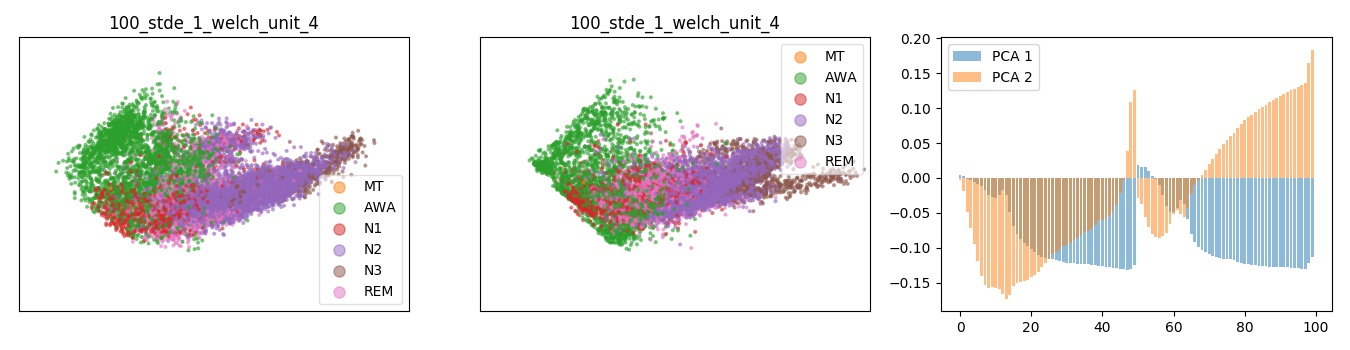 100_stde_1_welch_unit_4
MT
AWA
N1
N2
N3
REM
100_stde_1_welch_unit_4
MT
AWA
N1
N2
N3
REM
0.20
0.15
0.10
0.05
0.00
−0.05
−0.10
−0.15
PCA 1
PCA 2
0
20
40
60
80
100